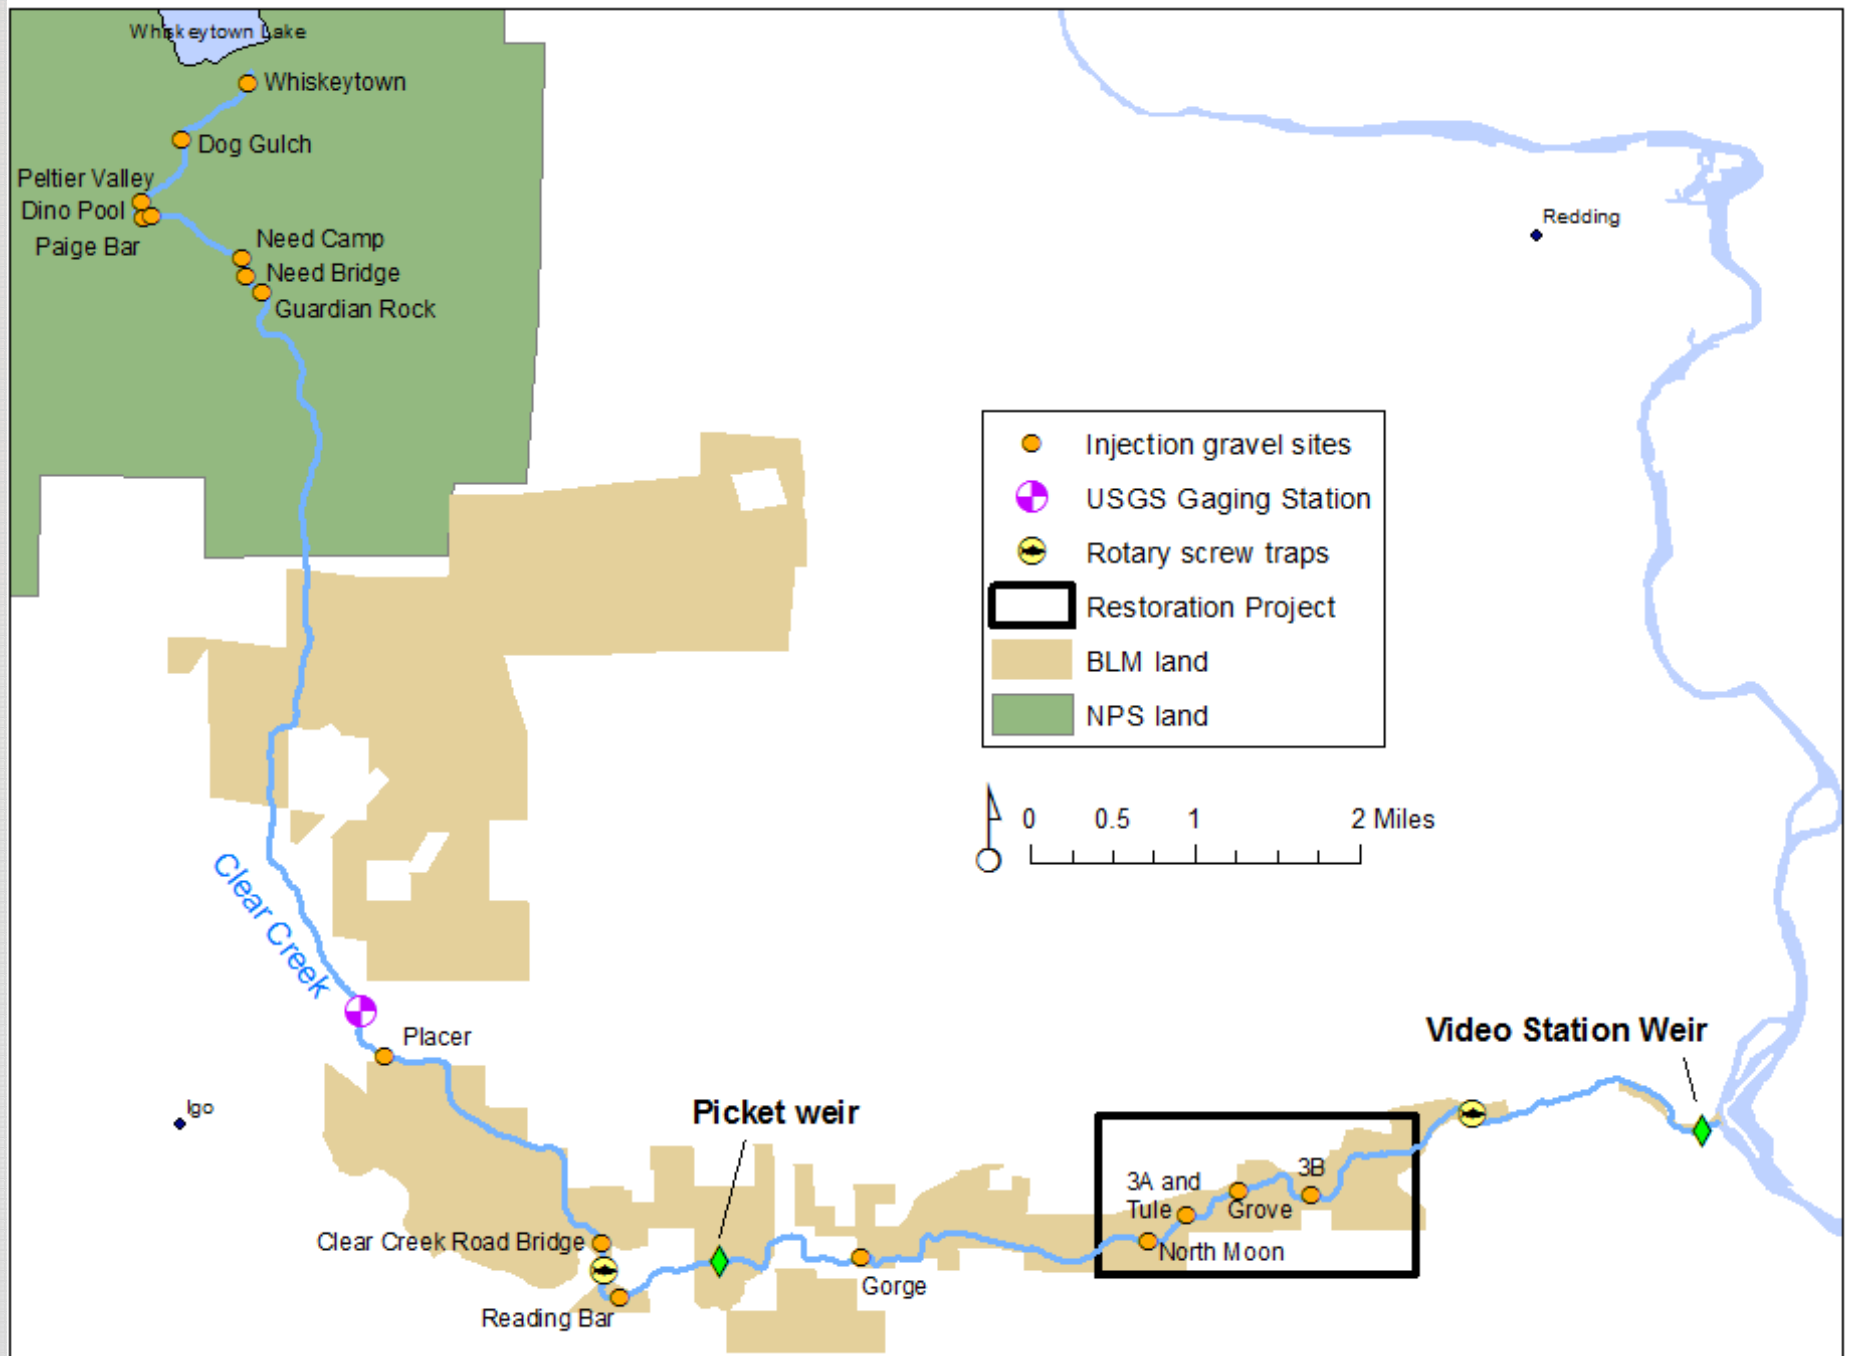 Whiskeytown Lake
Whiskeytown
Dog Gulch
Peltier Valley
Dino Pool
Paige Bar
Need Camp
Need Bridge
Guardian Rock
Redding
Injection gravel sites
USGS Gaging Station
Rotary screw traps
Restoration Project
BLM land
NPS land
0 0.5 1 2 Miles
Clear Creek
Placer
Igo
Video Station Weir
Picket weir
3A and
Tule
Grove
3B
North Moon
Clear Creek Road Bridge
Gorge
Reading Bar